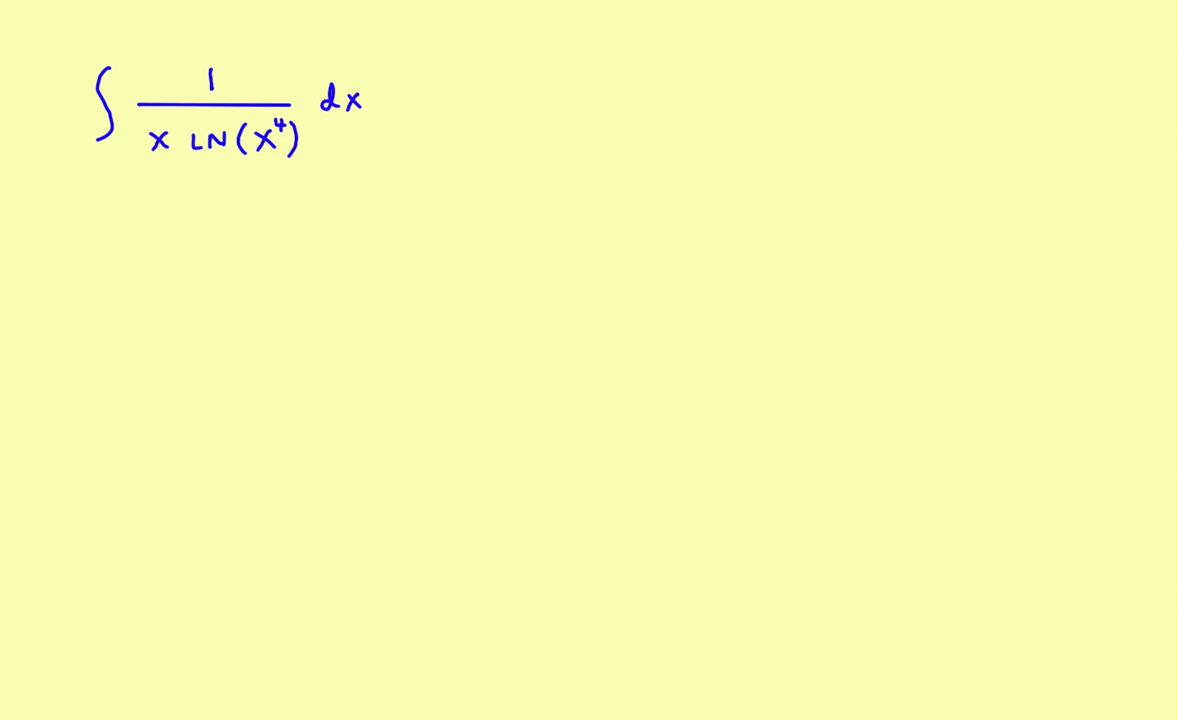 ∫ 1 / (x LN(x⁴)) dx